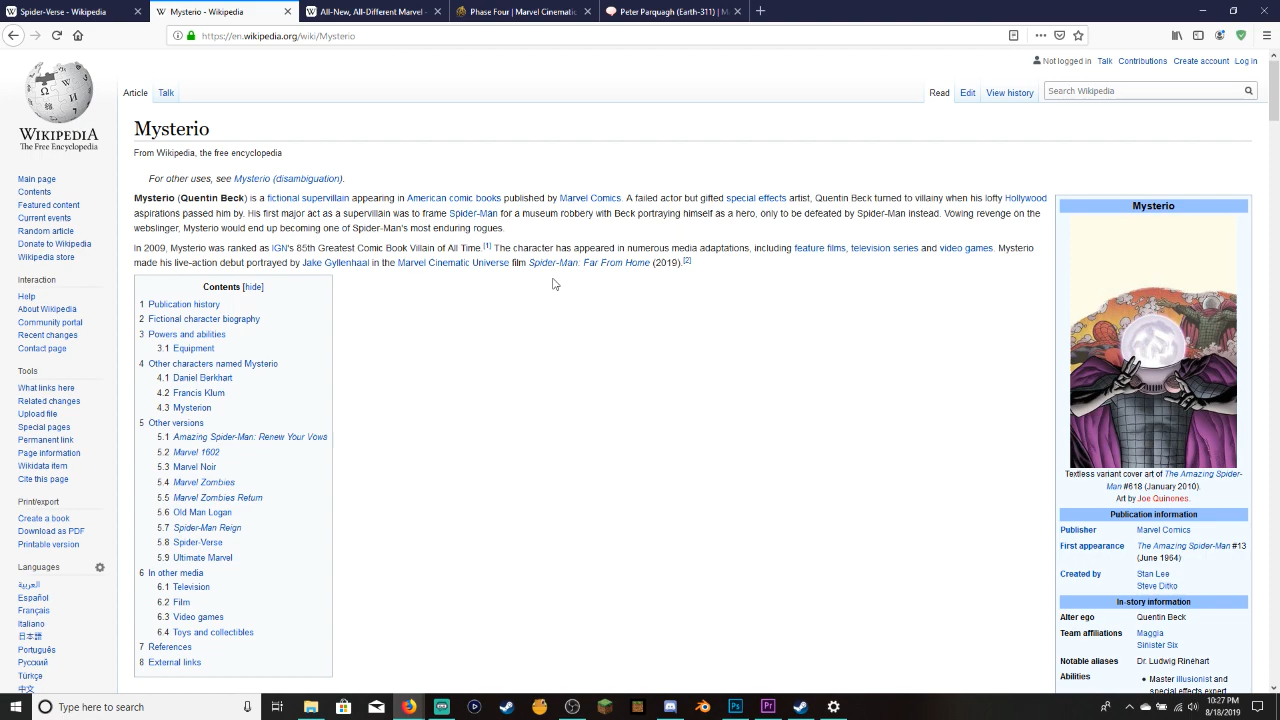 Spider-Verse - Wikipedia
Mysterio - Wikipedia
All-New, All-Different Marvel -
Phase Four | Marvel Cinematic
Peter Parquagh (Earth-311) | M
https://en.wikipedia.org/wiki/Mysterio
Not logged in Talk Contributions Create account Log in
Article Talk
Read Edit View history
Search Wikipedia
WIKIPEDIA
The Free Encyclopedia
Main page
Contents
Featured content
Current events
Random article
Donate to Wikipedia
Wikipedia store
Interaction
Help
About Wikipedia
Community portal
Recent changes
Contact page
Tools
What links here
Related changes
Upload file
Special pages
Permanent link
Page information
Wikidata item
Cite this page
Print/export
Create a book
Download as PDF
Printable version
Languages
العربية
Español
Français
Italiano
日本語
Português
Русский
Türkçe
中文
Mysterio
From Wikipedia, the free encyclopedia
For other uses, see Mysterio (disambiguation).
Mysterio (Quentin Beck) is a fictional supervillain appearing in American comic books published by Marvel Comics. A failed actor but gifted special effects artist, Quentin Beck turned to villainy when his lofty Hollywood
aspirations passed him by. His first major act as a supervillain was to frame Spider-Man for a museum robbery with Beck portraying himself as a hero, only to be defeated by Spider-Man instead. Vowing revenge on the
webslinger, Mysterio would end up becoming one of Spider-Man's most enduring rogues.
In 2009, Mysterio was ranked as IGN's 85th Greatest Comic Book Villain of All Time.[1] The character has appeared in numerous media adaptations, including feature films, television series and video games. Mysterio
made his live-action debut portrayed by Jake Gyllenhaal in the Marvel Cinematic Universe film Spider-Man: Far From Home (2019).[2]
Contents [hide]
1 Publication history
2 Fictional character biography
3 Powers and abilities
3.1 Equipment
4 Other characters named Mysterio
4.1 Daniel Berkhart
4.2 Francis Klum
4.3 Mysterion
5 Other versions
5.1 Amazing Spider-Man: Renew Your Vows
5.2 Marvel 1602
5.3 Marvel Noir
5.4 Marvel Zombies
5.5 Marvel Zombies Return
5.6 Old Man Logan
5.7 Spider-Man Reign
5.8 Spider-Verse
5.9 Ultimate Marvel
6 In other media
6.1 Television
6.2 Film
6.3 Video games
6.4 Toys and collectibles
7 References
8 External links
Mysterio
Textless variant cover art of The Amazing Spider-
Man #618 (January 2010).
Art by Joe Quinones.
Publication information
Publisher Marvel Comics
First appearance The Amazing Spider-Man #13
(June 1964)
Created by Stan Lee
Steve Ditko
In-story information
Alter ego Quentin Beck
Team affiliations Maggia
Sinister Six
Notable aliases Dr. Ludwig Rinehart
Abilities • Master illusionist and
special effects expert
Type here to search
10:27 PM
8/18/2019